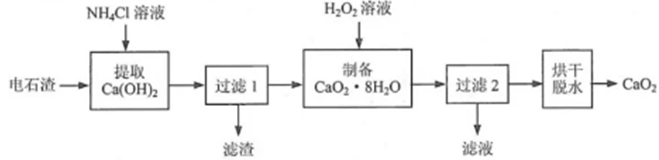 NH4Cl 溶液
H2O2 溶液
电石渣
提取
Ca(OH)2
过滤 1
制备
CaO2·8H2O
过滤 2
烘干
脱水
CaO2
滤渣
滤液